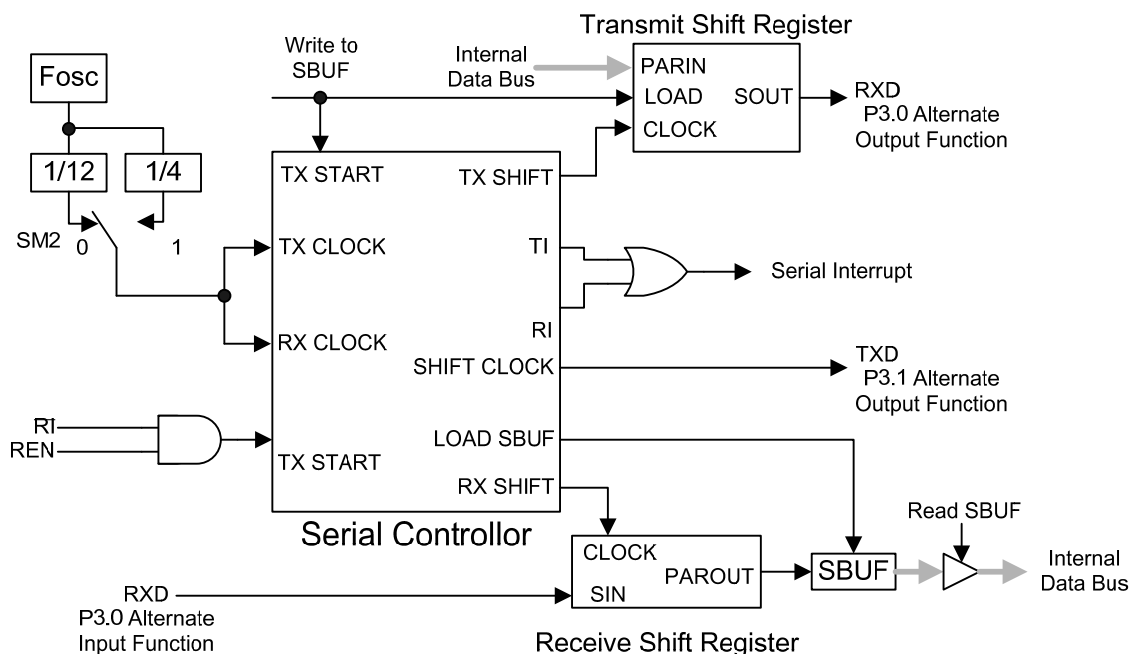 Transmit Shift Register
Write to
SBUF
Internal
Data Bus
PARIN
LOAD
SOUT
CLOCK
RXD
P3.0 Alternate
Output Function
Fosc
1/12
1/4
SM2
0
1
TX START
TX SHIFT
TX CLOCK
TI
Serial Interrupt
RX CLOCK
RI
SHIFT CLOCK
TXD
P3.1 Alternate
Output Function
RI
REN
TX START
LOAD SBUF
RX SHIFT
Serial Controllor
Read SBUF
CLOCK
PAROUT
SIN
SBUF
Internal
Data Bus
RXD
P3.0 Alternate
Input Function
Receive Shift Register